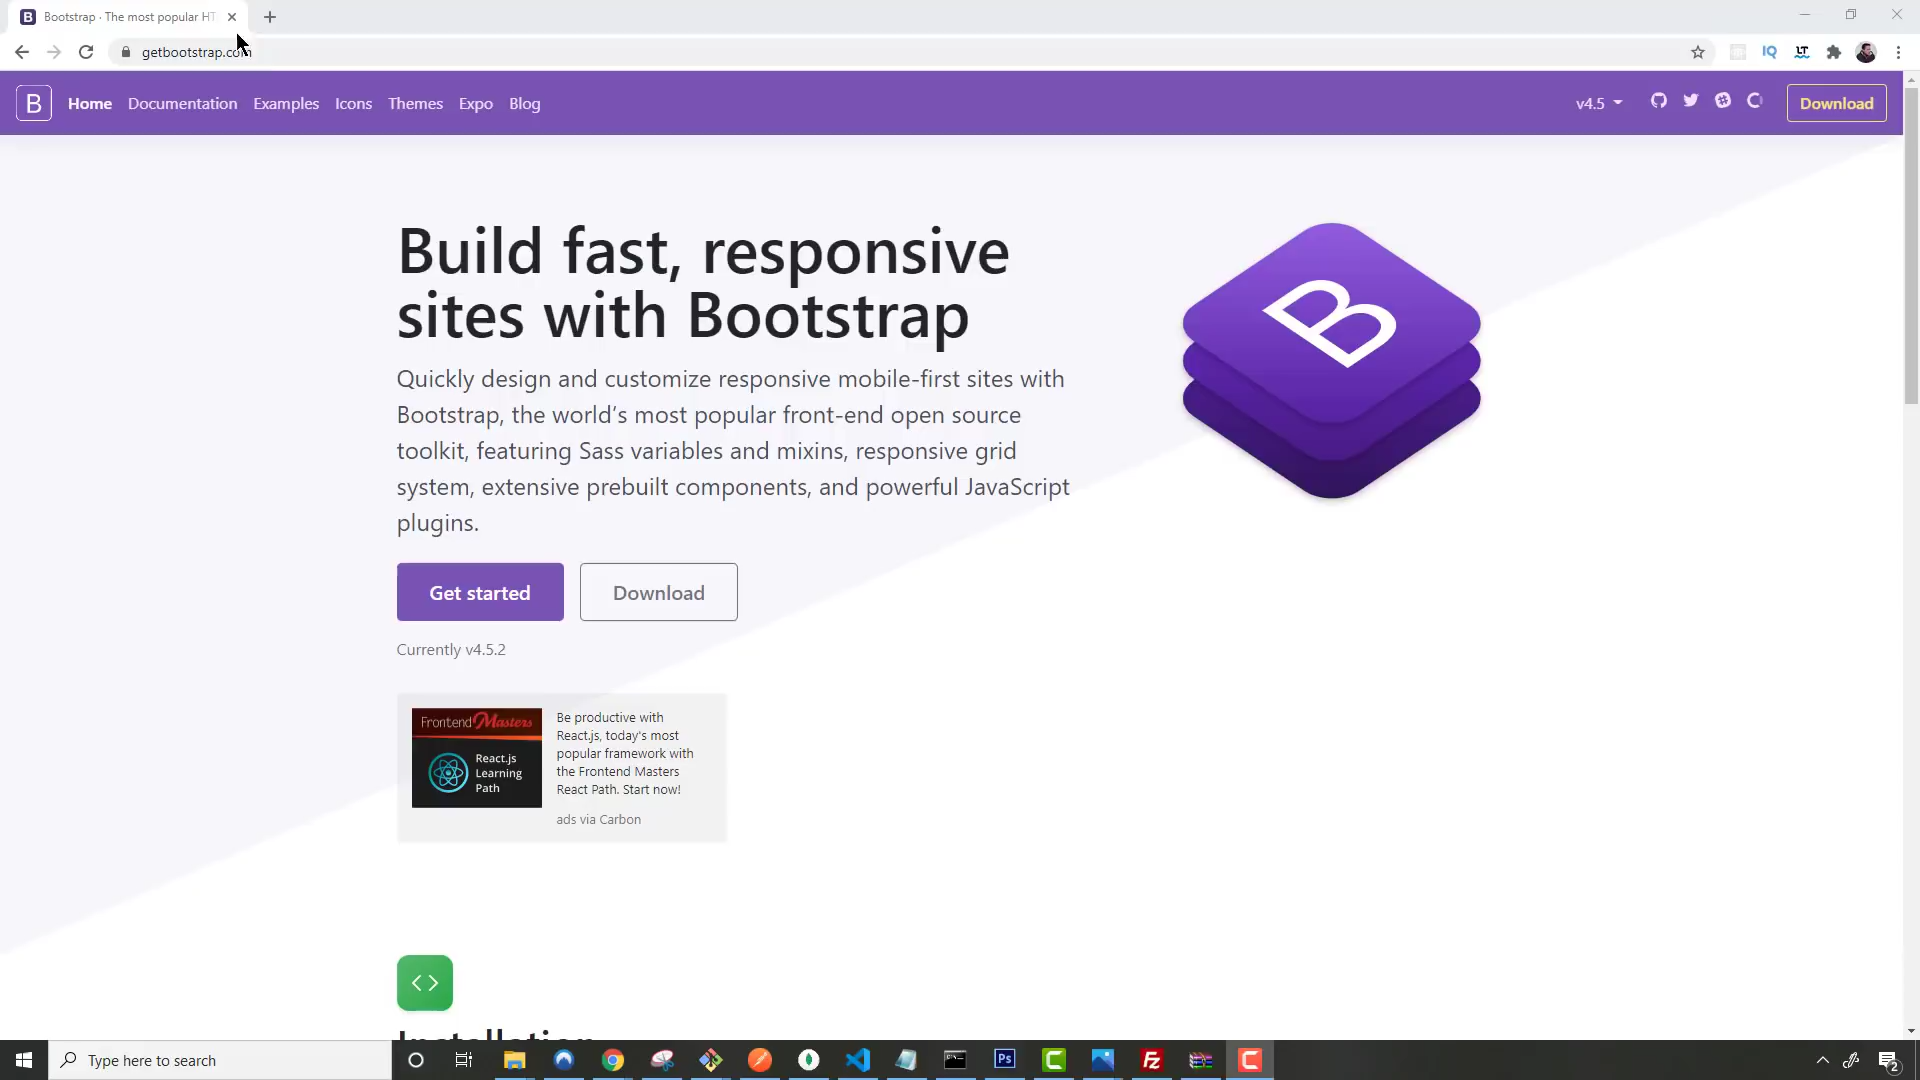 Bootstrap · The most popular HT
getbootstrap.com
B Home Documentation Examples Icons Themes Expo Blog v4.5 Download
Build fast, responsive
sites with Bootstrap
B
Quickly design and customize responsive mobile-first sites with
Bootstrap, the world’s most popular front-end open source
toolkit, featuring Sass variables and mixins, responsive grid
system, extensive prebuilt components, and powerful JavaScript
plugins.
Get started Download
Currently v4.5.2
Frontend Masters
React.js
Learning
Path
Be productive with
React.js, today's most
popular framework with
the Frontend Masters
React Path. Start now!
ads via Carbon
Installation
Type here to search
Ps
Fz
2